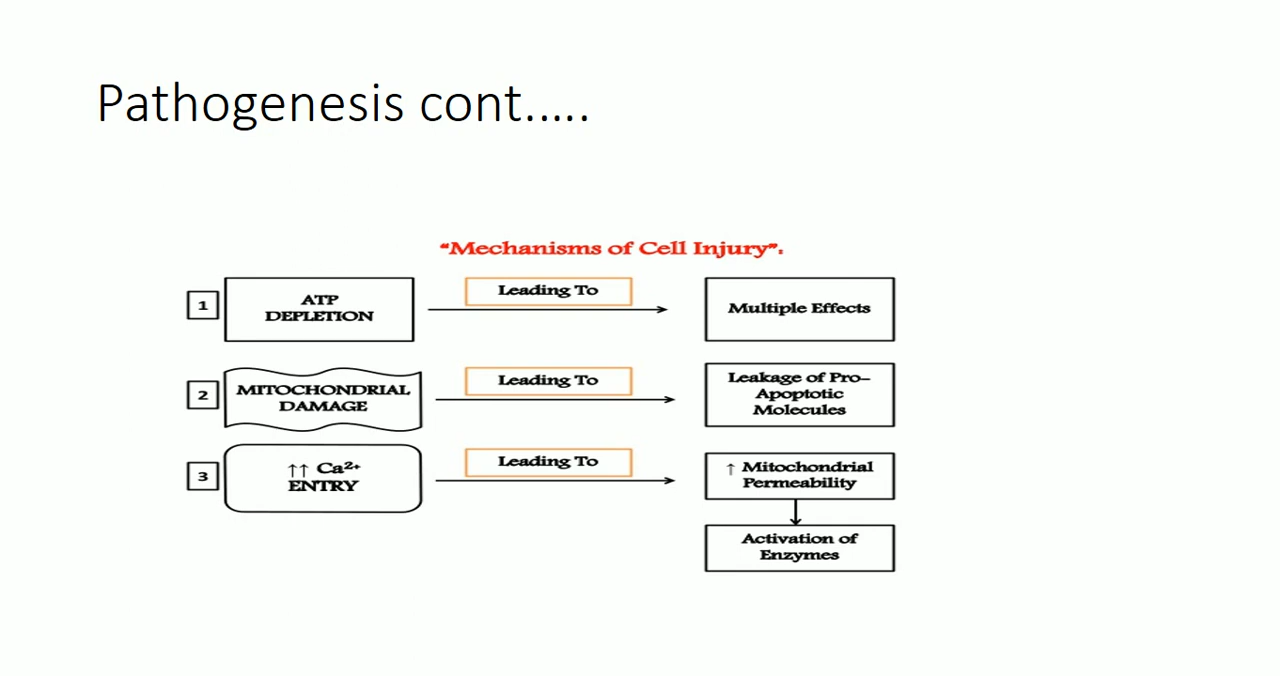 Pathogenesis cont.....
“Mechanisms of Cell Injury”:
1
ATP
DEPLETION
Leading To
Multiple Effects
2
MITOCHONDRIAL
DAMAGE
Leading To
Leakage of Pro-
Apoptotic
Molecules
3
↑↑ Ca²⁺
ENTRY
Leading To
↑ Mitochondrial
Permeability
Activation of
Enzymes